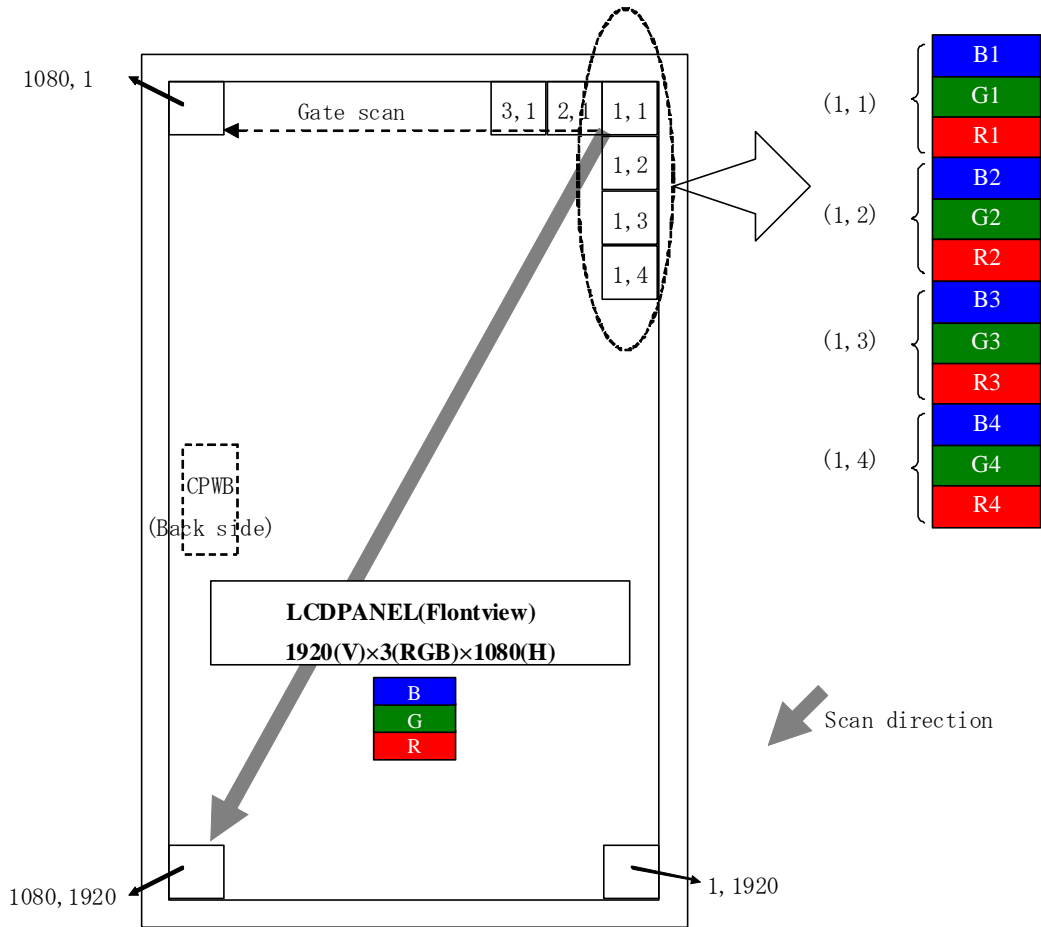 1080,1
Gate scan
3,1
2,1
1,1
1,2
1,3
1,4
(1,1)
(1,2)
(1,3)
(1,4)
B1
G1
R1
B2
G2
R2
B3
G3
R3
B4
G4
R4
CPWB
(Back side)
LCDPANEL(Flontview)
1920(V)×3(RGB)×1080(H)
B
G
R
Scan direction
1080,1920
1,1920